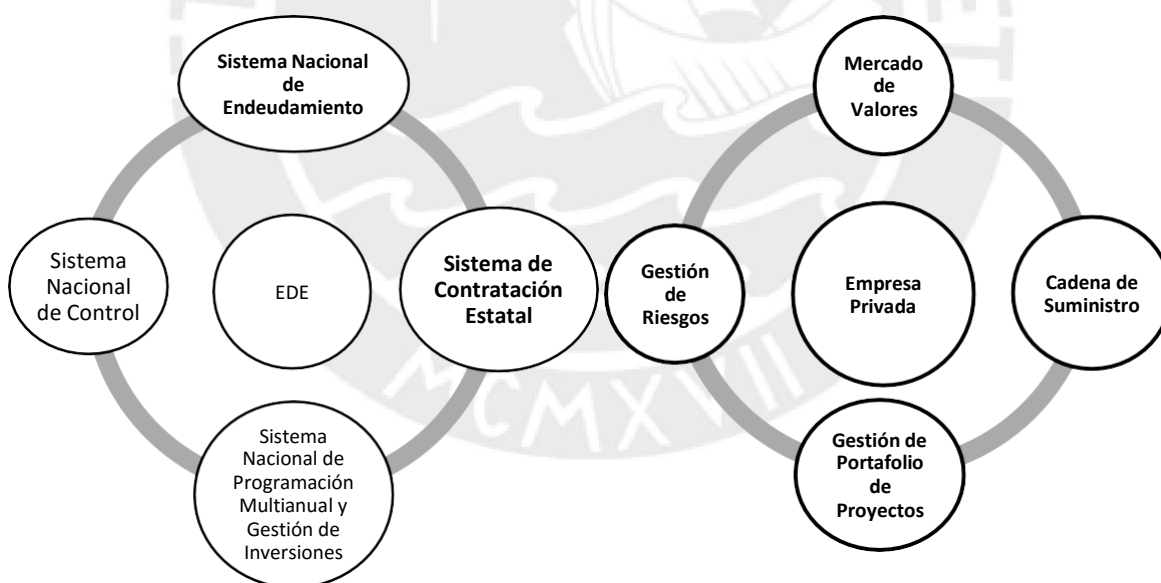 Sistema Nacional
de
Endeudamiento
Sistema
Nacional
de Control
EDE
Sistema de
Contratación
Estatal
Sistema
Nacional de
Programación
Multianual y
Gestión de
Inversiones
Mercado
de
Valores
Gestión
de
Riesgos
Empresa
Privada
Cadena de
Suministro
Gestión de
Portafolio
de
Proyectos
MCMXVII